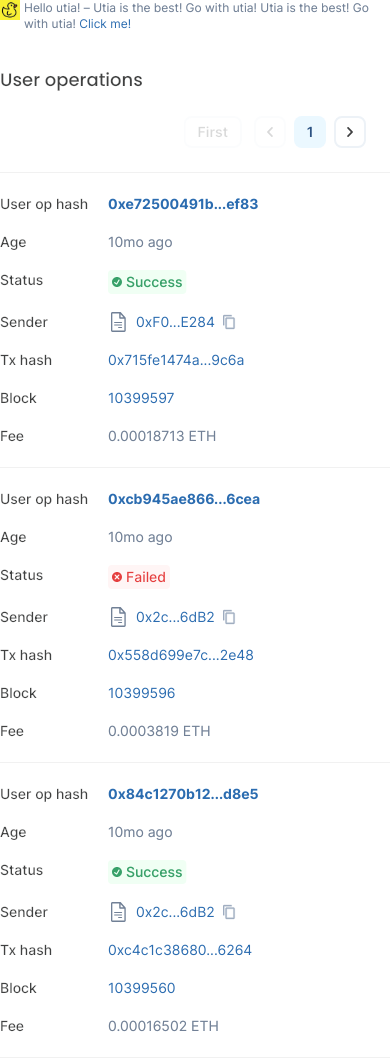 Hello utia! – Utia is the best! Go with utia! Utia is the best! Go
with utia! Click me!
User operations
First
1
User op hash 0xe72500491b...ef83
Age 10mo ago
Status Success
Sender 0xF0...E284
Tx hash 0x715fe1474a...9c6a
Block 10399597
Fee 0.00018713 ETH
User op hash 0xcb945ae866...6cea
Age 10mo ago
Status Failed
Sender 0x2c...6dB2
Tx hash 0x558d699e7c...2e48
Block 10399596
Fee 0.0003819 ETH
User op hash 0x84c1270b12...d8e5
Age 10mo ago
Status Success
Sender 0x2c...6dB2
Tx hash 0xc4c1c38680...6264
Block 10399560
Fee 0.00016502 ETH